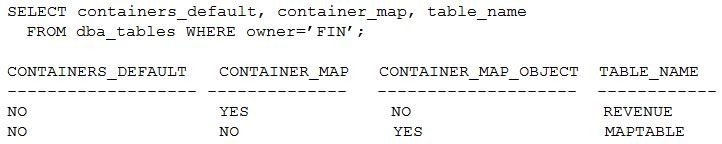 SELECT containers_default, container_map, table_name
FROM dba_tables WHERE owner=’FIN’;
CONTAINERS_DEFAULT CONTAINER_MAP CONTAINER_MAP_OBJECT TABLE_NAME
------------------- -------------- -------------------- ------------
NO YES NO REVENUE
NO NO YES MAPTABLE